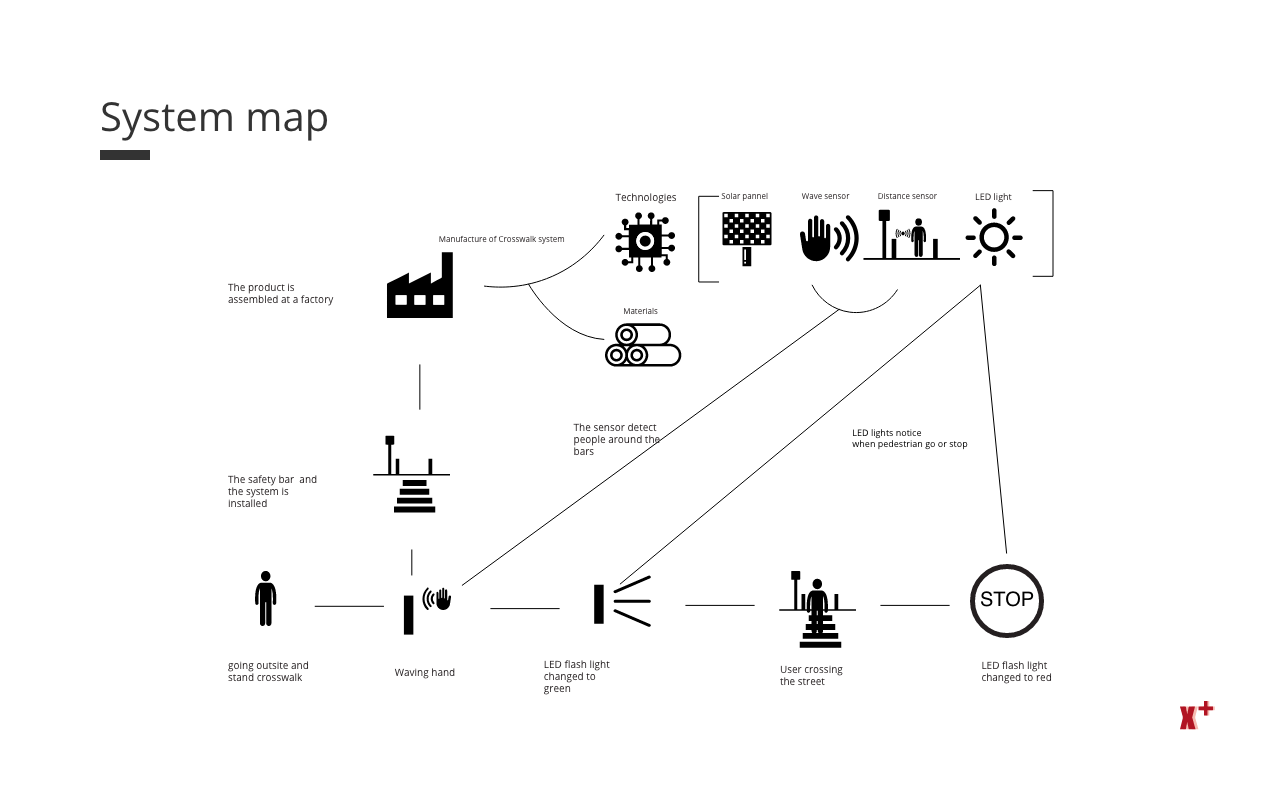 System map
Technologies
Solar pannel
Wave sensor
Distance sensor
LED light
Manufacture of Crosswalk system
The product is
assembled at a factory
Materials
The sensor detect
people around the
bars
LED lights notice
when pedestrian go or stop
The safety bar  and
the system is
installed
STOP
going outsite and
stand crosswalk
Waving hand
LED flash light
changed to
green
User crossing
the street
LED flash light
changed to red
x+